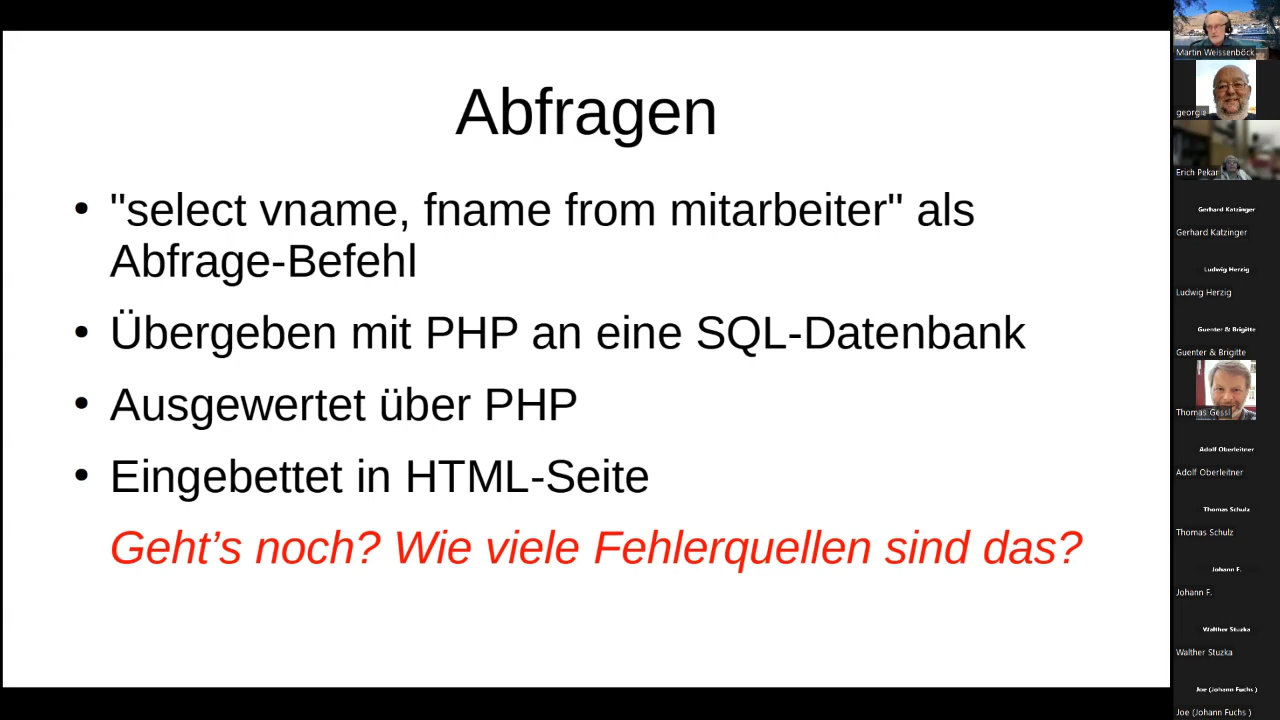 Abfragen
"select vname, fname from mitarbeiter" als
Abfrage-Befehl
Übergeben mit PHP an eine SQL-Datenbank
Ausgewertet über PHP
Eingebettet in HTML-Seite
Geht’s noch? Wie viele Fehlerquellen sind das?
Martin Weissenböck
georgie
Erich Pekar
Gerhard Katzinger
Gerhard Katzinger
Ludwig Herzig
Ludwig Herzig
Guenter & Brigitte
Guenter & Brigitte
Thomas Gessl
Adolf Oberleitner
Adolf Oberleitner
Thomas Schulz
Thomas Schulz
Johann F.
Johann F.
Walther Stuzka
Walther Stuzka
Joe (Johann Fuchs )
Joe (Johann Fuchs )